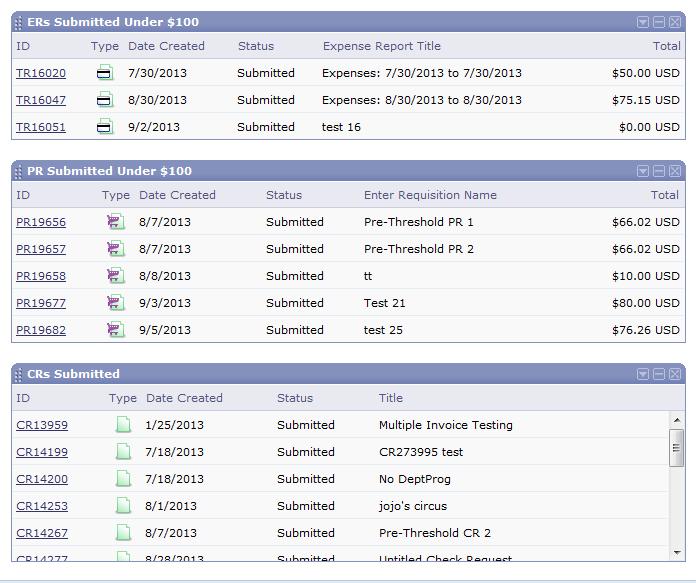 ERs Submitted Under $100
ID Type Date Created Status Expense Report Title Total
TR16020 7/30/2013 Submitted Expenses: 7/30/2013 to 7/30/2013 $50.00 USD
TR16047 8/30/2013 Submitted Expenses: 8/30/2013 to 8/30/2013 $75.15 USD
TR16051 9/2/2013 Submitted test 16 $0.00 USD
PR Submitted Under $100
ID Type Date Created Status Enter Requisition Name Total
PR19656 8/7/2013 Submitted Pre-Threshold PR 1 $66.02 USD
PR19657 8/7/2013 Submitted Pre-Threshold PR 2 $66.02 USD
PR19658 8/8/2013 Submitted tt $10.00 USD
PR19677 9/3/2013 Submitted Test 21 $80.00 USD
PR19682 9/5/2013 Submitted test 25 $76.26 USD
CRs Submitted
ID Type Date Created Status Title
CR13959 1/25/2013 Submitted Multiple Invoice Testing
CR14199 7/18/2013 Submitted CR273995 test
CR14200 7/18/2013 Submitted No DeptProg
CR14253 8/1/2013 Submitted jojo's circus
CR14267 8/7/2013 Submitted Pre-Threshold CR 2
CR14277 8/28/2013 Submitted Untitled Check Request